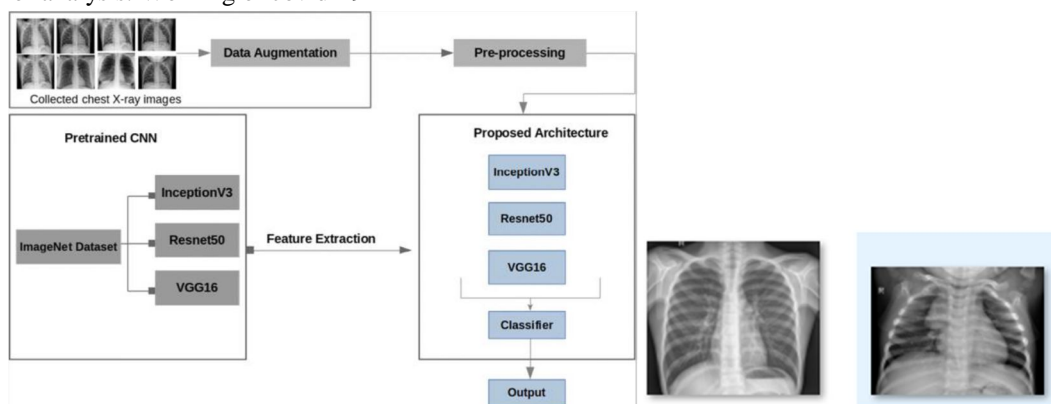 Data Augmentation
Pre-processing
Collected chest X-ray images
Pretrained CNN
Proposed Architecture
InceptionV3
InceptionV3
Resnet50
Resnet50
ImageNet Dataset
Feature Extraction
VGG16
VGG16
Classifier
Output
R
R